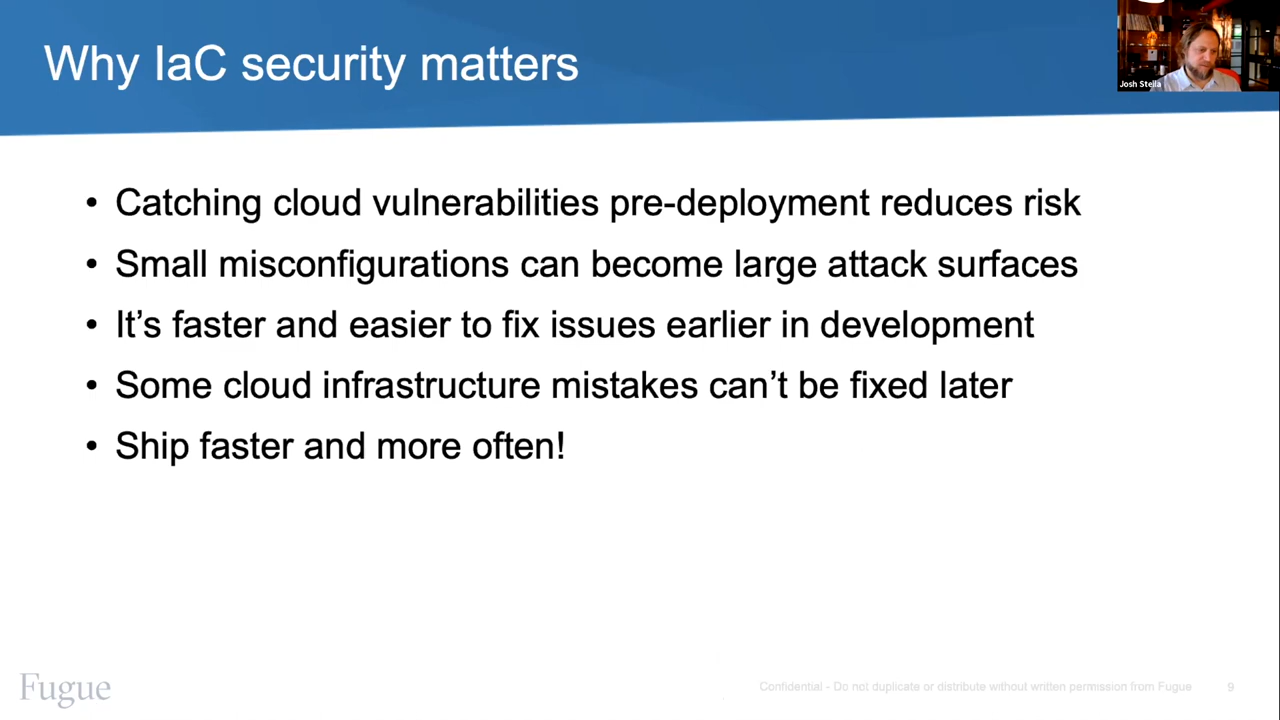 Why IaC security matters
Josh Stella
• Catching cloud vulnerabilities pre-deployment reduces risk
• Small misconfigurations can become large attack surfaces
• It’s faster and easier to fix issues earlier in development
• Some cloud infrastructure mistakes can’t be fixed later
• Ship faster and more often!
Fugue
Confidential - Do not duplicate or distribute without written permission from Fugue
9